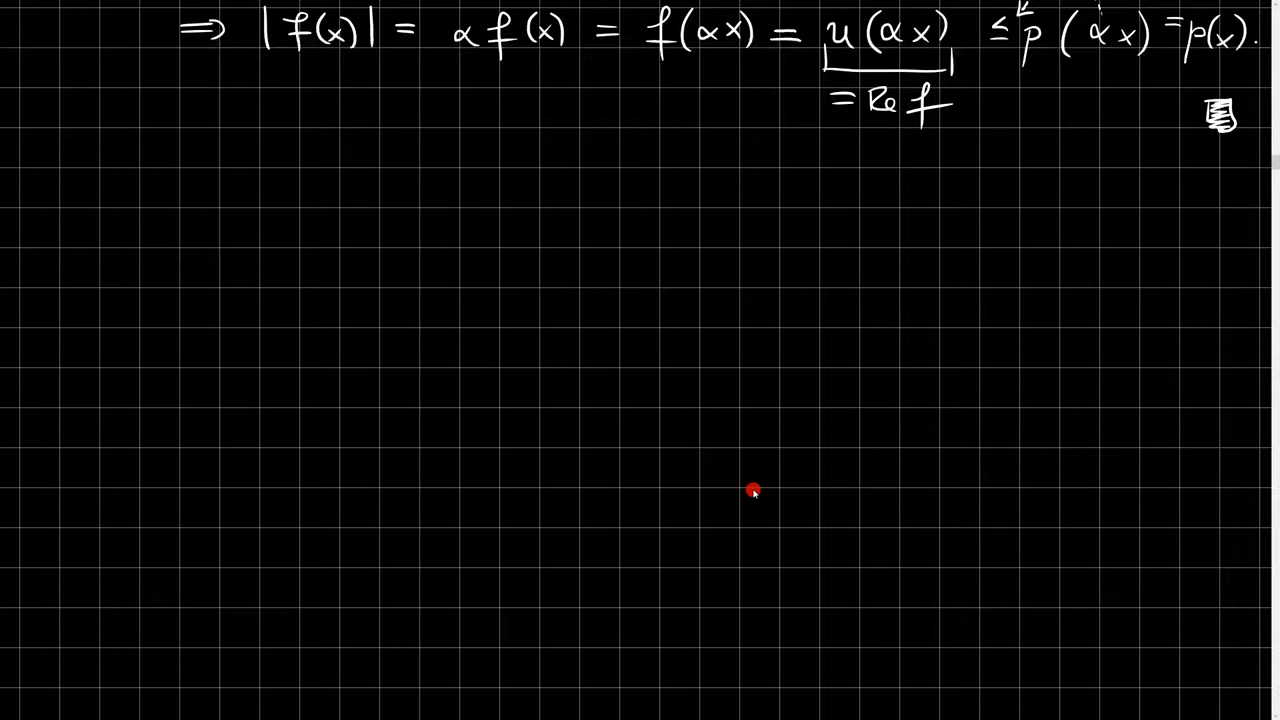 ⇒ |f(x)| = α f(x) = f(αx) = u(αx) ≤ p(αx) = p(x).
= Re f